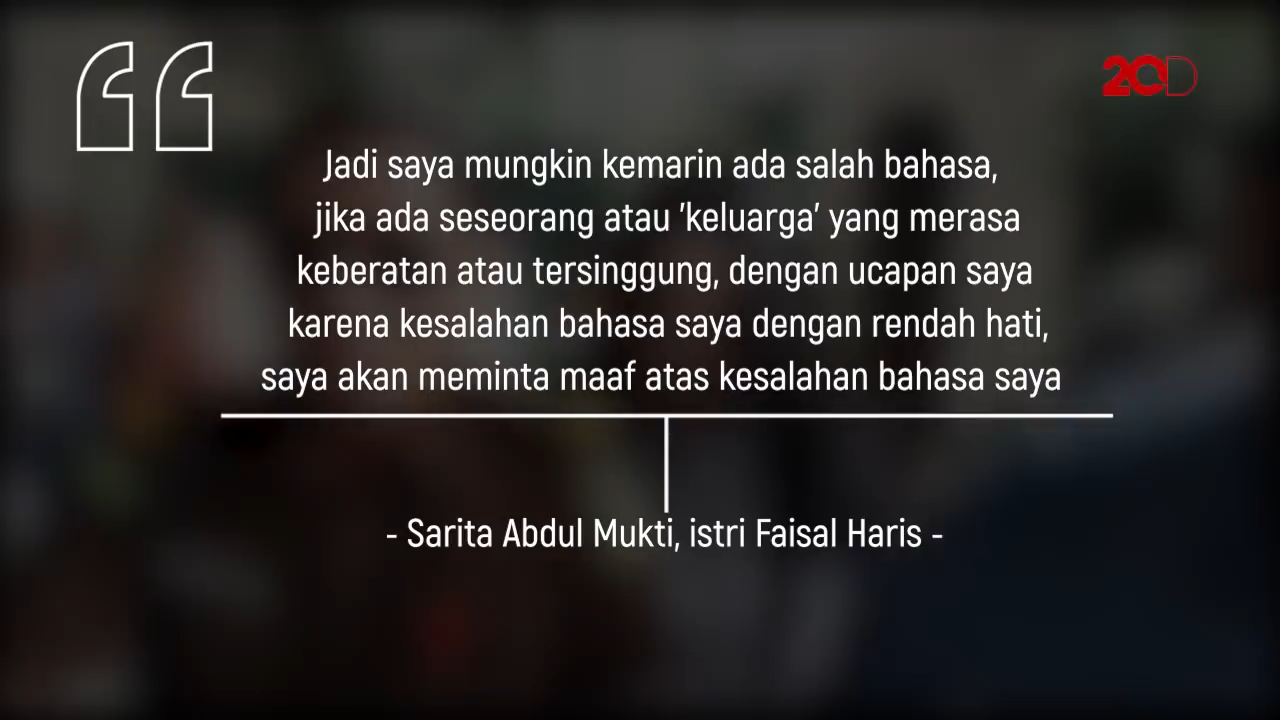 20D
Jadi saya mungkin kemarin ada salah bahasa,
jika ada seseorang atau 'keluarga' yang merasa
keberatan atau tersinggung, dengan ucapan saya
karena kesalahan bahasa saya dengan rendah hati,
saya akan meminta maaf atas kesalahan bahasa saya
- Sarita Abdul Mukti, istri Faisal Haris -